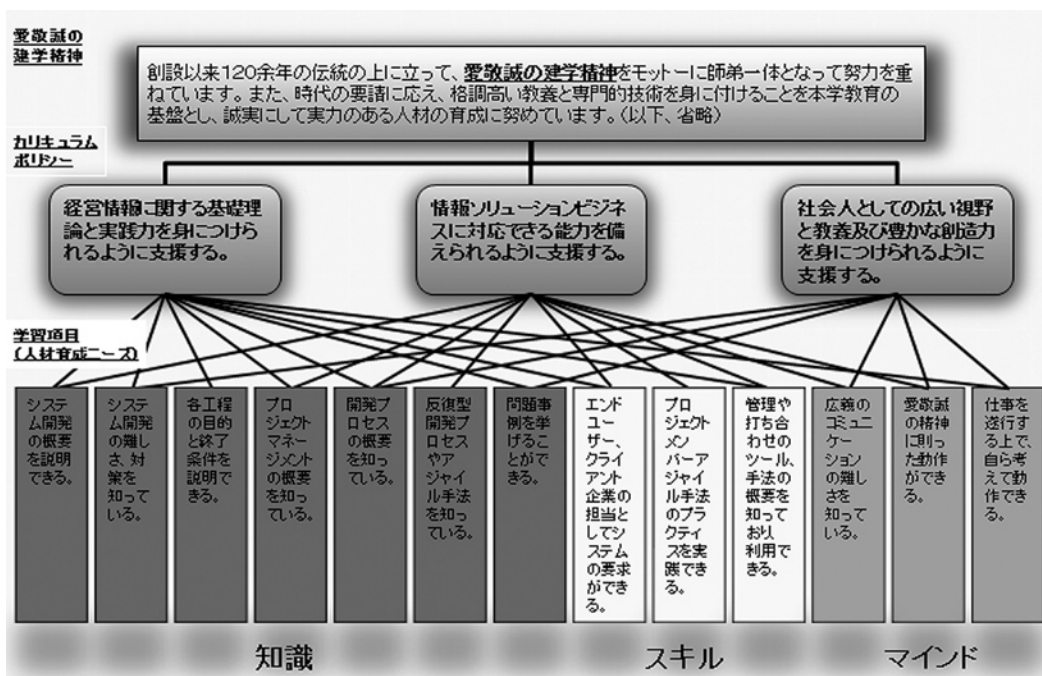 愛敬誠の
建学精神
創設以来120余年の伝統の上に立って、愛敬誠の建学精神をモットーに師弟一体となって努力を重
ねています。また、時代の要請に応え、格調高い教養と専門的技術を身に付けることを本学教育の
基盤とし、誠実にして実力のある人材の育成に努めています。（以下、省略）
カリキュラム
ポリシー
経営情報に関する基礎理
論と実践力を身につけら
れるように支援する。
情報ソリューションビジネ
スに対応できる能力を備
えられるように支援する。
社会人としての広い視野
と教養及び豊かな創造力
を身につけられるように
支援する。
学習項目
(人材育成ニーズ)
システ
ム開発
の概要
を説明
できる。
システ
ム開発
の難し
さ、対
策を
知って
いる。
各工程
の目的
と終了
条件を
説明で
きる。
プロ
ジェクト
マネー
ジメント
の概要
を知っ
ている。
開発プ
ロセス
の概要
を知っ
ている。
反復型
開発プ
ロセス
やア
ジャイ
ル手法
を知っ
ている。
問題事
例を挙
げるこ
とがで
きる。
エンド
ユー
ザー、
クライ
アント
企業の
担当と
してシ
ステム
の要求
ができ
る。
プロ
ジェクト
メン
バーア
ジャイ
ル手法
のプラ
クティ
スを実
践でき
る。
管理や
打ち合
わせの
ツール、
手法の
概要を
知って
おり、
利用で
きる。
広義の
コミュニ
ケー
ション
の難し
さを
知って
いる。
愛敬誠
の精神
に則っ
た動作
ができ
る。
仕事を
遂行す
る上で、
自ら考
えて動
作でき
る。
知識
スキル
マインド